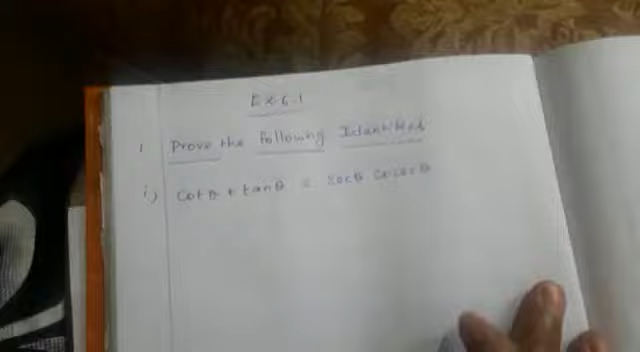 Ex 6.1
1 Prove the following Identities
i) cotθ + tanθ = secθ cosecθ